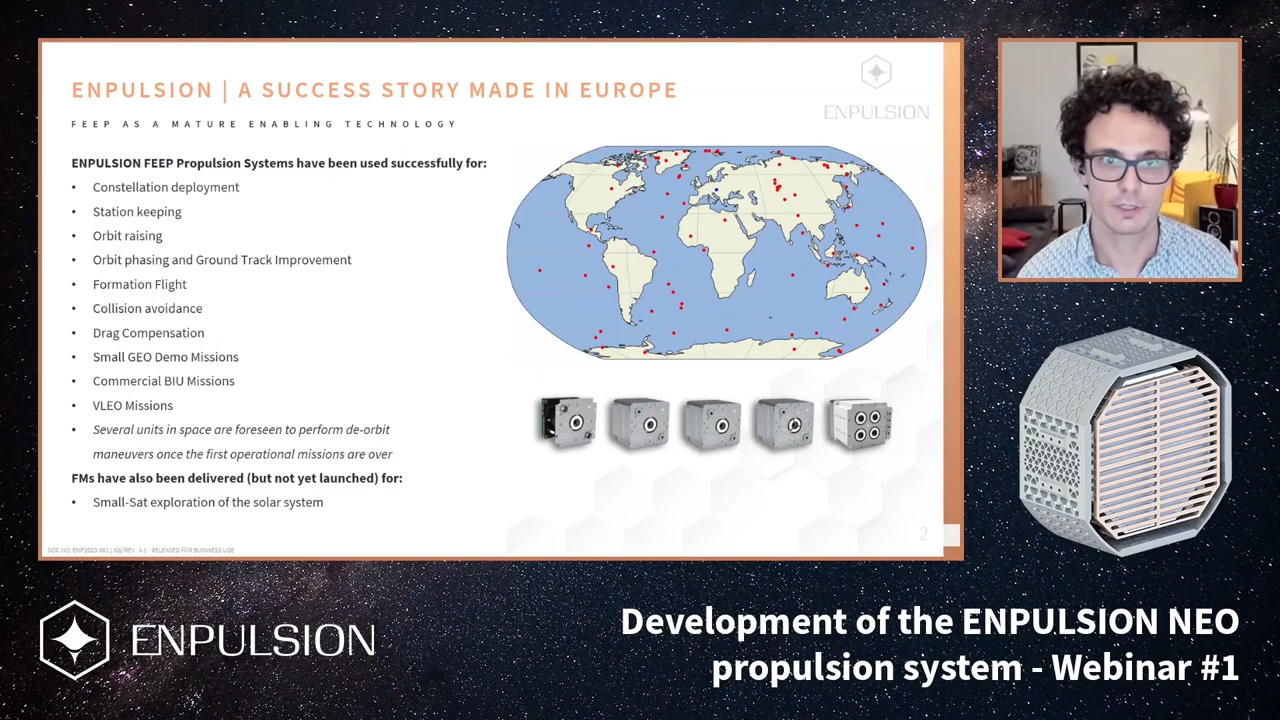 ENPULSION | A SUCCESS STORY MADE IN EUROPE
ENPULSION
FEEP AS A MATURE ENABLING TECHNOLOGY
ENPULSION FEEP Propulsion Systems have been used successfully for:
• Constellation deployment
• Station keeping
• Orbit raising
• Orbit phasing and Ground Track Improvement
• Formation Flight
• Collision avoidance
• Drag Compensation
• Small GEO Demo Missions
• Commercial BIU Missions
• VLEO Missions
• Several units in space are foreseen to perform de-orbit
maneuvers once the first operational missions are over
FMs have also been delivered (but not yet launched) for:
• Small-Sat exploration of the solar system
2
DOC.NO: ENP2023-001 | ISS/REV.: A.1 - RELEASED FOR BUSINESS USE
ENPULSION
Development of the ENPULSION NEO
propulsion system - Webinar #1